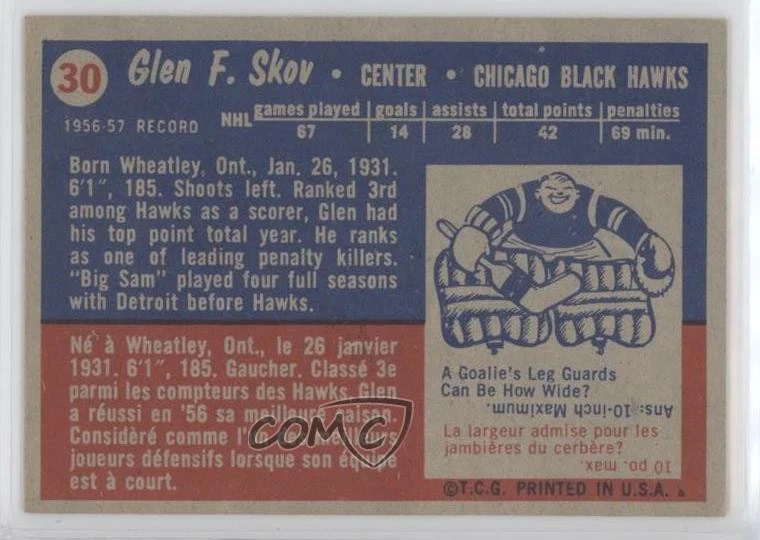 30 Glen F. Skov • CENTER • CHICAGO BLACK HAWKS
1956-57 RECORD NHL games played goals assists total points penalties
67 14 28 42 69 min.
Born Wheatley, Ont., Jan. 26, 1931.
6'1", 185. Shoots left. Ranked 3rd
among Hawks as a scorer, Glen had
his top point total year. He ranks
as one of leading penalty killers.
"Big Sam" played four full seasons
with Detroit before Hawks.
Né à Wheatley, Ont., le 26 janvier
1931. 6'1", 185. Gaucher. Classé 3e
parmi les compteurs des Hawks, Glen
a réussi en '56 sa meilleure saison.
Considèré comme
joueurs défensifs lorsque son équipe
est à court.
A Goalie's Leg Guards
Can Be How Wide?
Ans: 10-inch Maximum.
La largeur admise pour les
jambières du cerbère?
10 po. max.
©T.C.G. PRINTED IN U.S.A.
COMC